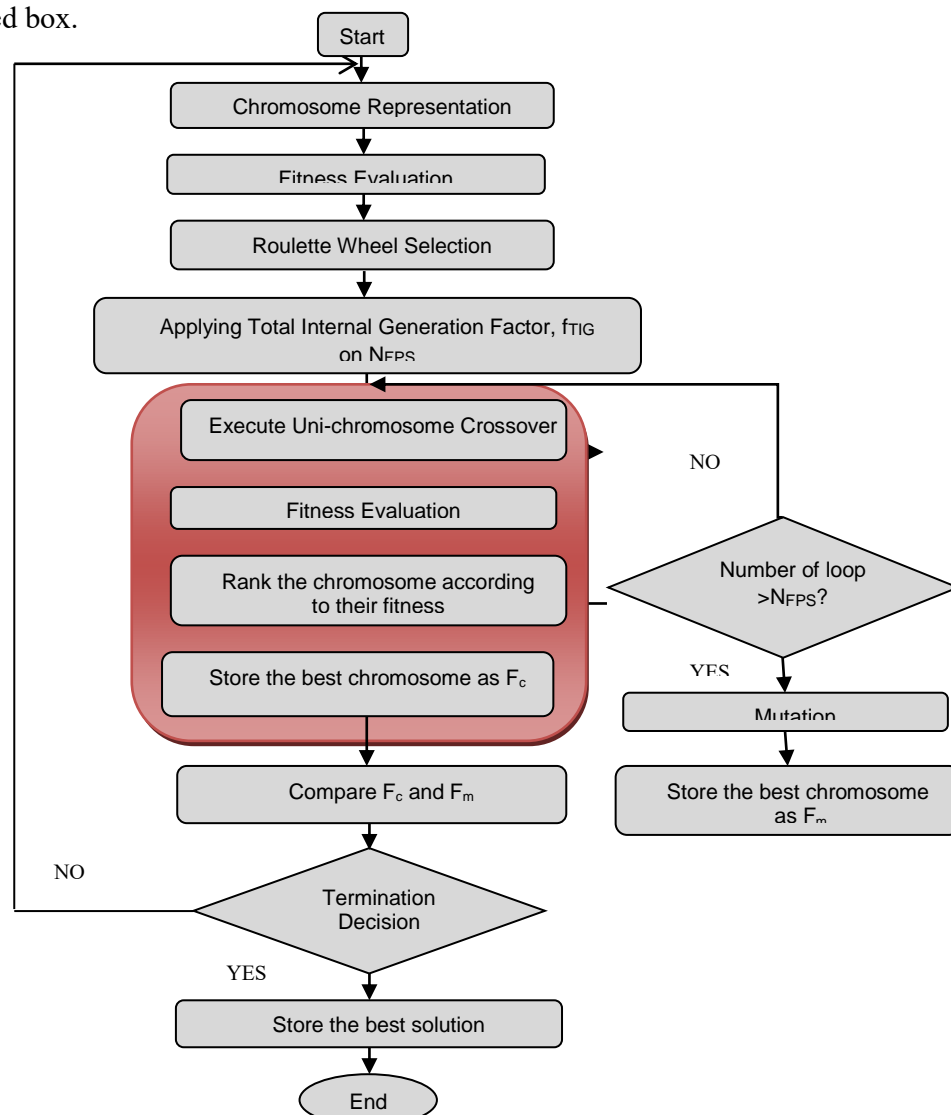 ed box.
Start
Chromosome Representation
Fitness Evaluation
Roulette Wheel Selection
Applying Total Internal Generation Factor, fTIG
on NFPS
Execute Uni-chromosome Crossover
NO
Fitness Evaluation
Number of loop
>NFPS?
Rank the chromosome according
to their fitness
YES
Store the best chromosome as Fc
Mutation
Store the best chromosome
as Fm
Compare Fc and Fm
NO
Termination
Decision
YES
Store the best solution
End